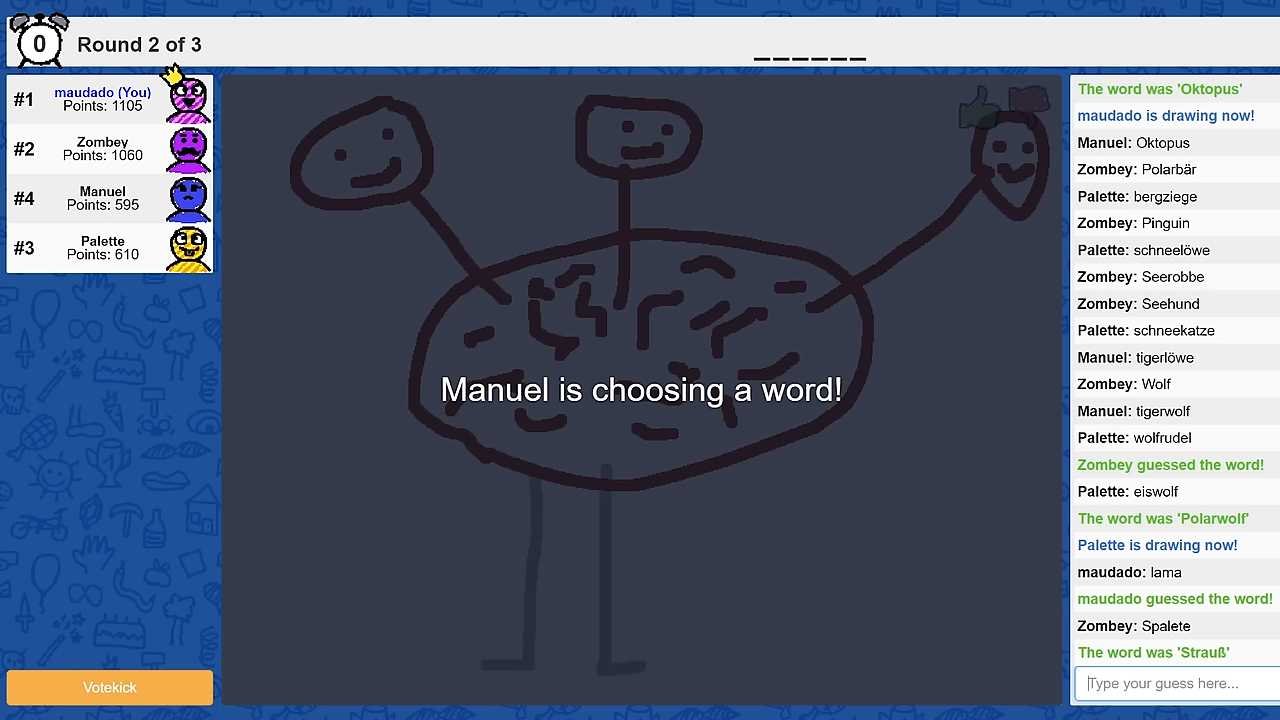 0
Round 2 of 3
______
#1
maudado (You)
Points: 1105
#2
Zombey
Points: 1060
#4
Manuel
Points: 595
#3
Palette
Points: 610
Votekick
Manuel is choosing a word!
The word was 'Oktopus'
maudado is drawing now!
Manuel: Oktopus
Zombey: Polarbär
Palette: bergziege
Zombey: Pinguin
Palette: schneelöwe
Zombey: Seerobbe
Zombey: Seehund
Palette: schneekatze
Manuel: tigerlöwe
Zombey: Wolf
Manuel: tigerwolf
Palette: wolfrudel
Zombey guessed the word!
Palette: eiswolf
The word was 'Polarwolf'
Palette is drawing now!
maudado: lama
maudado guessed the word!
Zombey: Spalete
The word was 'Strauß'
Type your guess here...